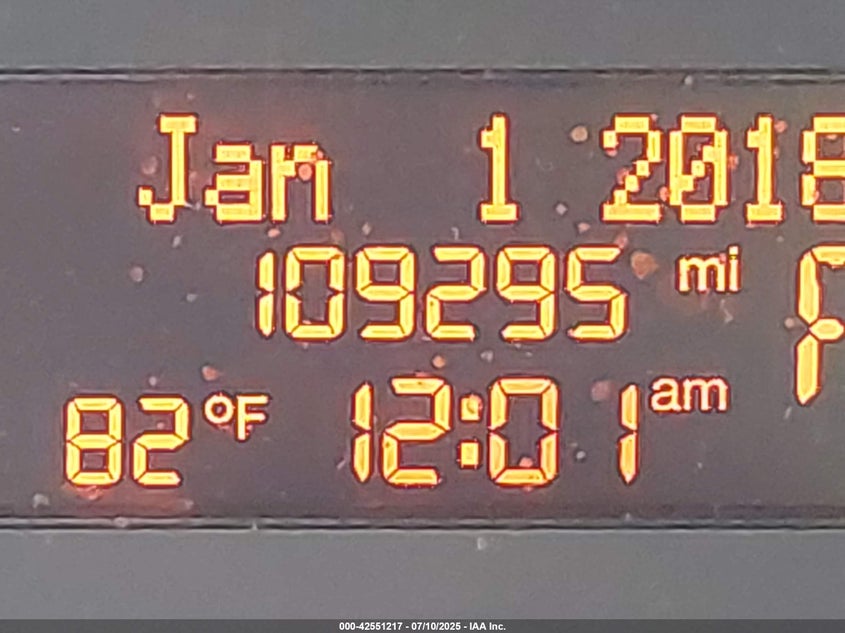 Jan 1 2018
109295 mi P
82 °F 12:01 am
000-42551217 - 07/10/2025 - IAA Inc.